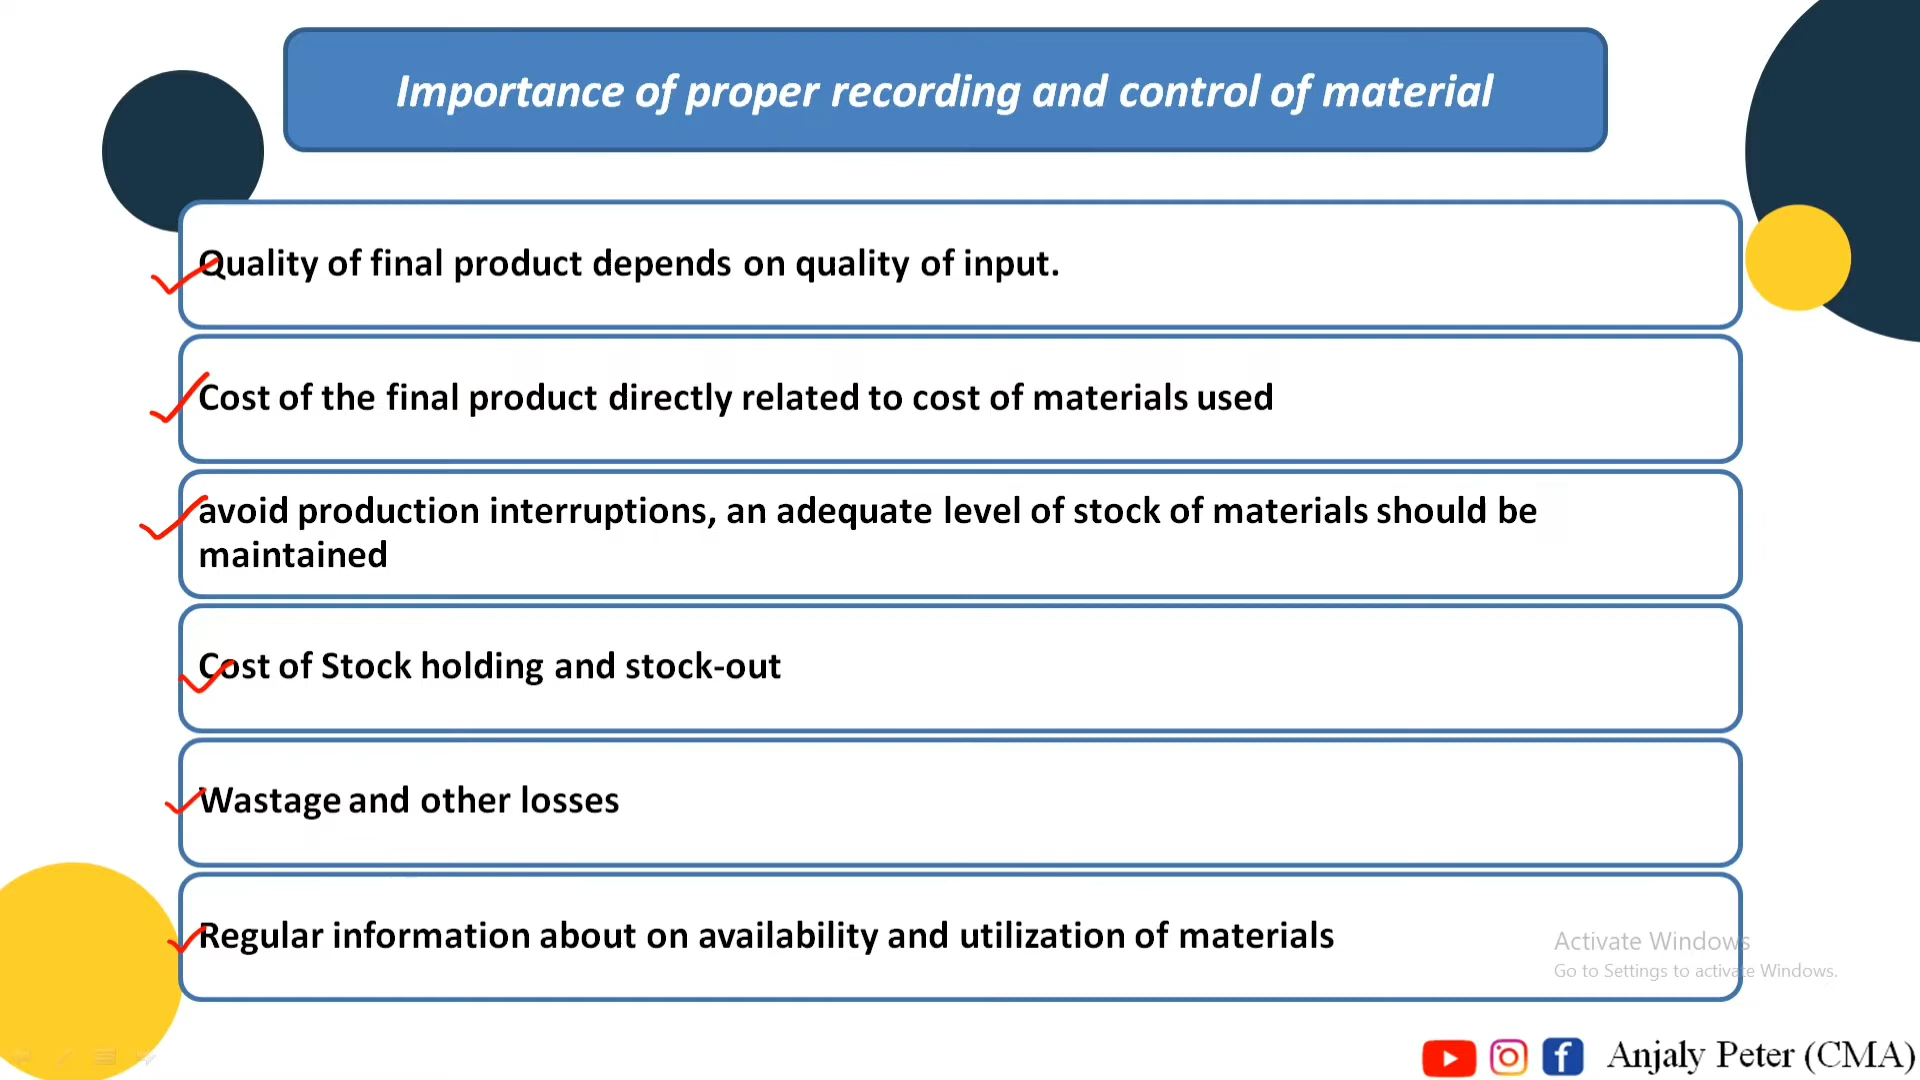 Importance of proper recording and control of material
Quality of final product depends on quality of input.
Cost of the final product directly related to cost of materials used
avoid production interruptions, an adequate level of stock of materials should be
maintained
Cost of Stock holding and stock-out
Wastage and other losses
Regular information about on availability and utilization of materials
Activate Windows
Go to Settings to activate Windows.
Anjaly Peter (CMA)